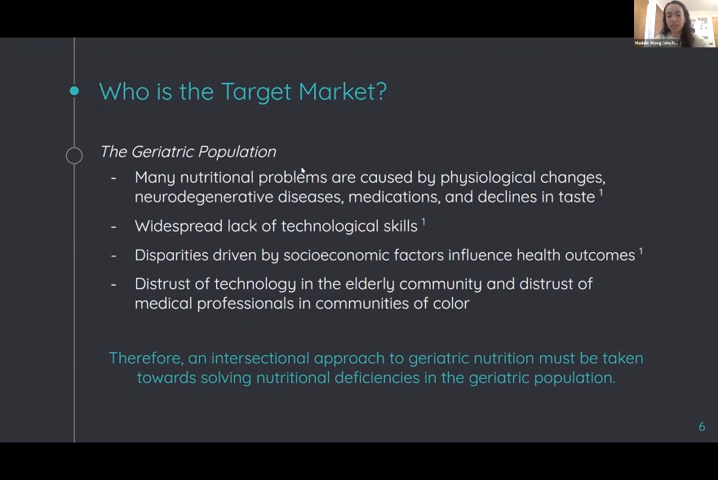 Who is the Target Market?
The Geriatric Population
- Many nutritional problems are caused by physiological changes,
neurodegenerative diseases, medications, and declines in taste 1
- Widespread lack of technological skills 1
- Disparities driven by socioeconomic factors influence health outcomes 1
- Distrust of technology in the elderly community and distrust of
medical professionals in communities of color
Therefore, an intersectional approach to geriatric nutrition must be taken
towards solving nutritional deficiencies in the geriatric population.
6